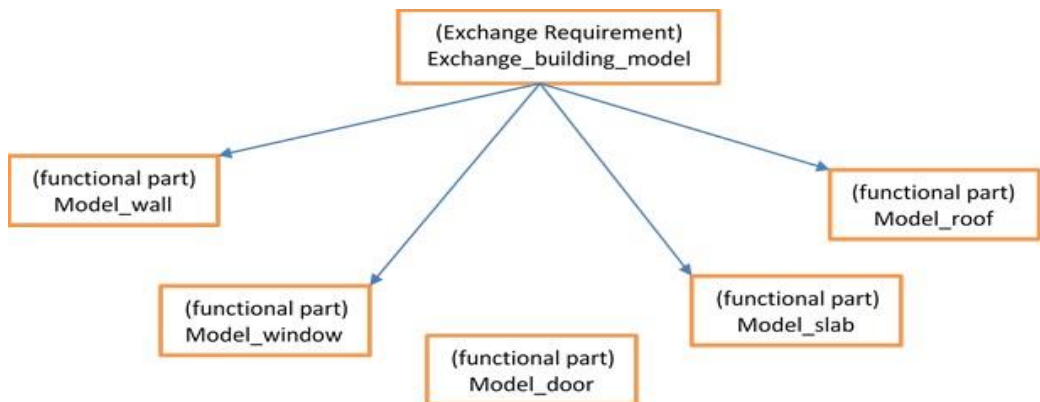 (Exchange Requirement)
Exchange_building_model
(functional part)
Model_wall
(functional part)
Model_roof
(functional part)
Model_window
(functional part)
Model_slab
(functional part)
Model_door